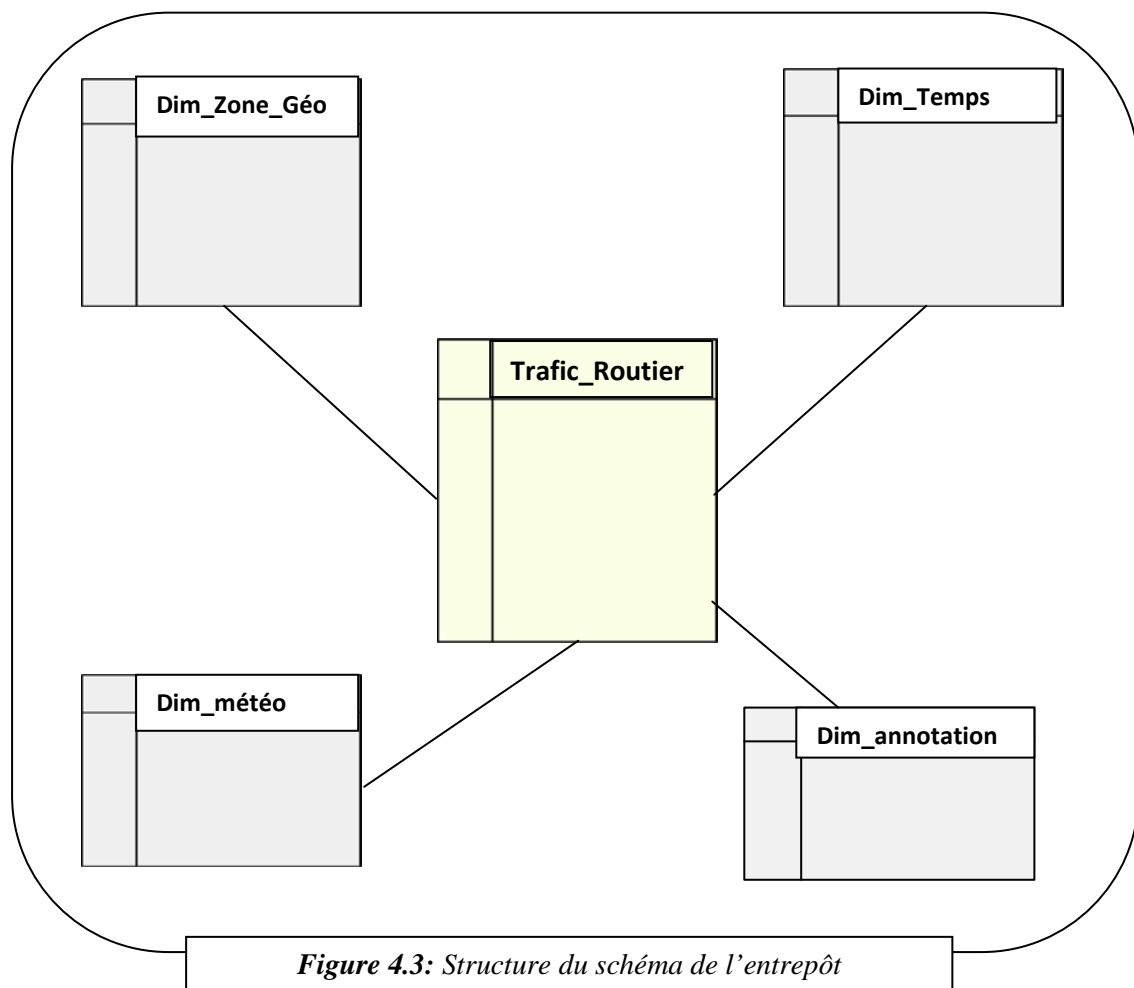 Dim_Zone_Géo
Dim_Temps
Trafic_Routier
Dim_météo
Dim_annotation
Figure 4.3: Structure du schéma de l’entrepôt